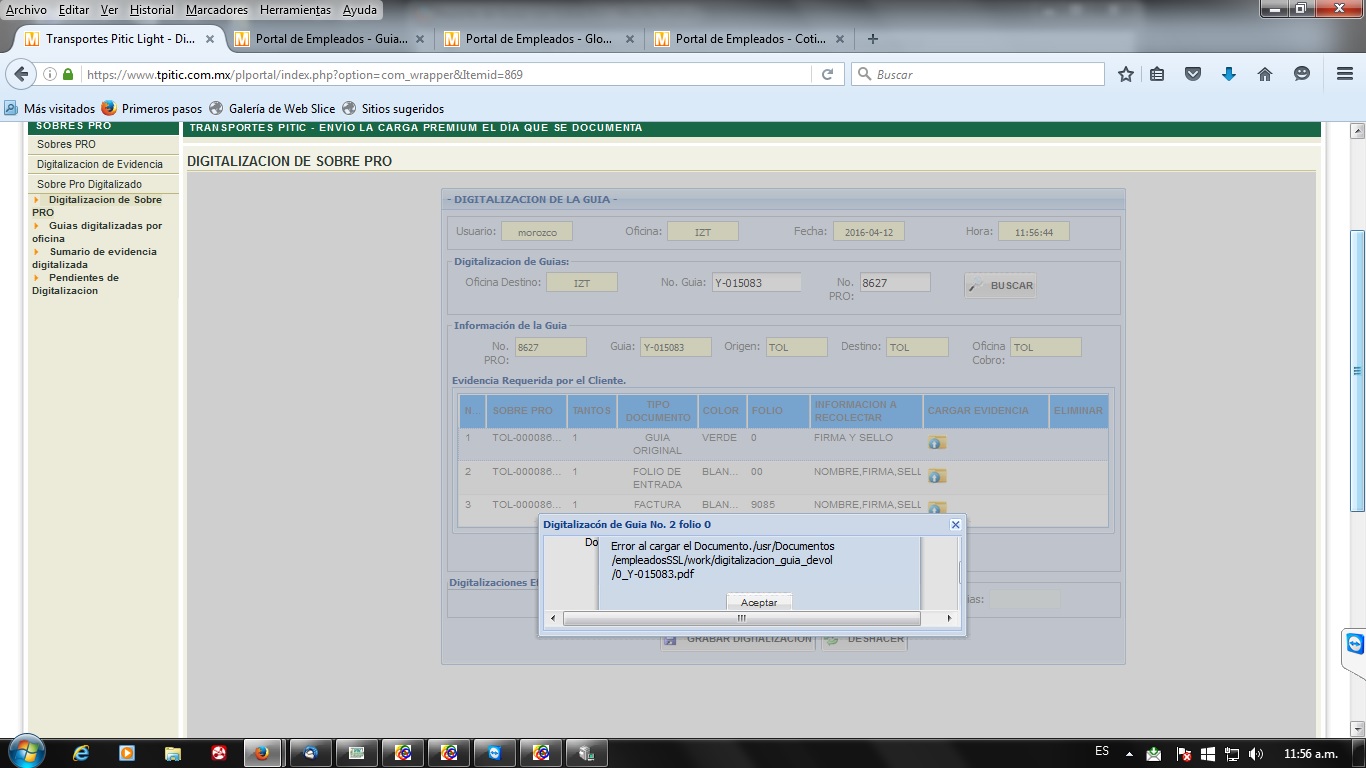 Archivo Editar Ver Historial Marcadores Herramientas Ayuda
Transportes Pitic Light - Di...
Portal de Empleados - Guia...
Portal de Empleados - Glo...
Portal de Empleados - Coti...
https://www.tpitic.com.mx/plportal/index.php?option=com_wrapper&Itemid=869
Buscar
Más visitados Primeros pasos Galería de Web Slice Sitios sugeridos
SOBRES PRO
Sobres PRO
Digitalizacion de Evidencia
Sobre Pro Digitalizado
Digitalizacion de Sobre
PRO
Guias digitalizadas por
oficina
Sumario de evidencia
digitalizada
Pendientes de
Digitalizacion
TRANSPORTES PITIC - ENVÍO LA CARGA PREMIUM EL DÍA QUE SE DOCUMENTA
DIGITALIZACION DE SOBRE PRO
- DIGITALIZACION DE LA GUIA -
Usuario: morozco Oficina: IZT Fecha: 2016-04-12 Hora: 11:56:44
Digitalizacion de Guias:
Oficina Destino: IZT No. Guia: Y-015083 No. PRO: 8627 BUSCAR
Información de la Guia
No. PRO: 8627 Guia: Y-015083 Origen: TOL Destino: TOL Oficina Cobro: TOL
Evidencia Requerida por el Cliente.
N... SOBRE PRO TANTOS TIPO DOCUMENTO COLOR FOLIO INFORMACION A RECOLECTAR CARGAR EVIDENCIA ELIMINAR
1 TOL-000086... 1 GUIA ORIGINAL VERDE 0 FIRMA Y SELLO
2 TOL-000086... 1 FOLIO DE ENTRADA BLAN... 00 NOMBRE,FIRMA,SELL
3 TOL-000086... 1 FACTURA BLAN... 9085 NOMBRE,FIRMA,SELL
Digitalizacón de Guia No. 2 folio 0
Do
Error al cargar el Documento./usr/Documentos
/empleadosSSL/work/digitalizacion_guia_devol
/0_Y-015083.pdf
Aceptar
Digitalizaciones E
ias:
GRABAR DIGITALIZACION DESHACER
ES 11:56 a.m.